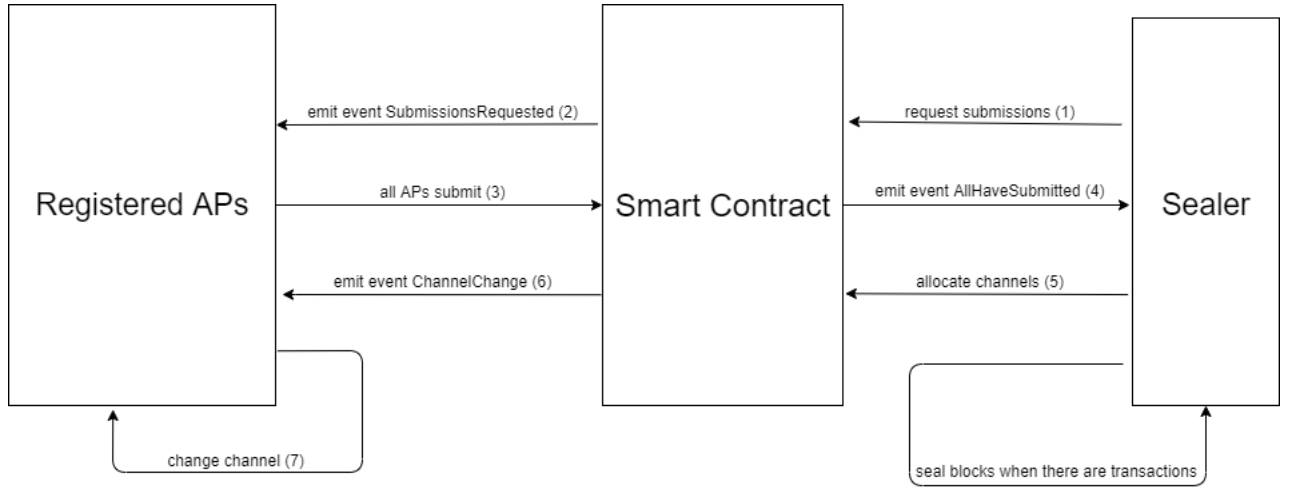 emit event SubmissionsRequested (2)
request submissions (1)
all APs submit (3)
emit event AllHaveSubmitted (4)
Registered APs
Smart Contract
Sealer
emit event ChannelChange (6)
allocate channels (5)
change channel (7)
seal blocks when there are transactions